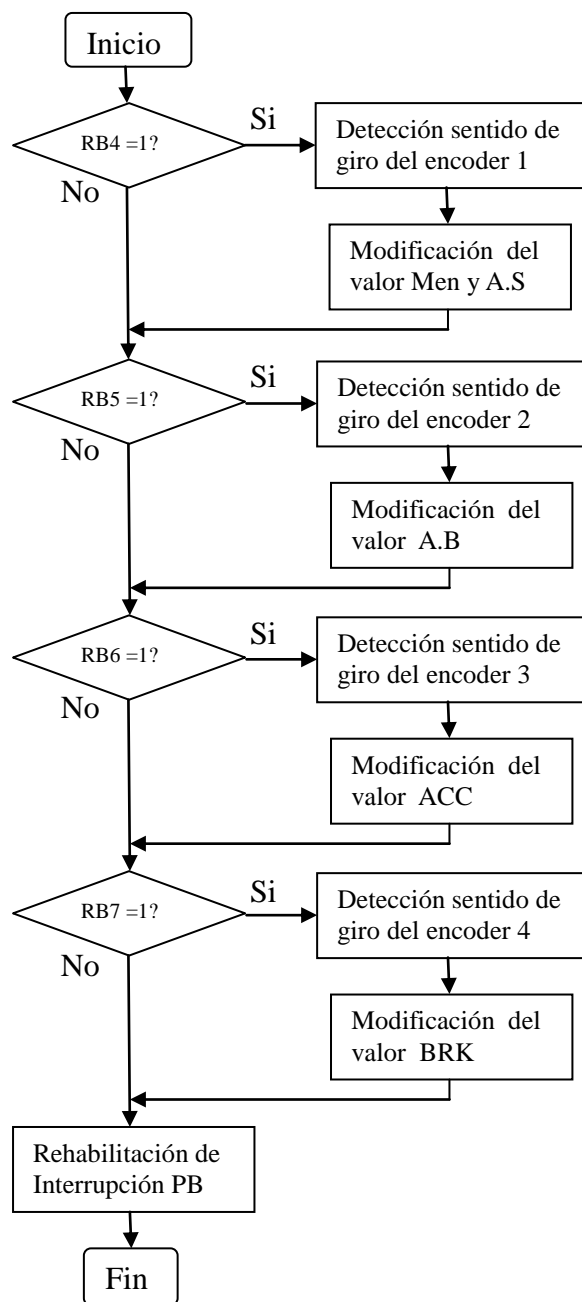 Inicio
RB4 =1?
Si
No
Detección sentido de
giro del encoder 1
Modificación del
valor Men y A.S
RB5 =1?
Si
No
Detección sentido de
giro del encoder 2
Modificación del
valor A.B
RB6 =1?
Si
No
Detección sentido de
giro del encoder 3
Modificación del
valor ACC
RB7 =1?
Si
No
Detección sentido de
giro del encoder 4
Modificación del
valor BRK
Rehabilitación de
Interrupción PB
Fin